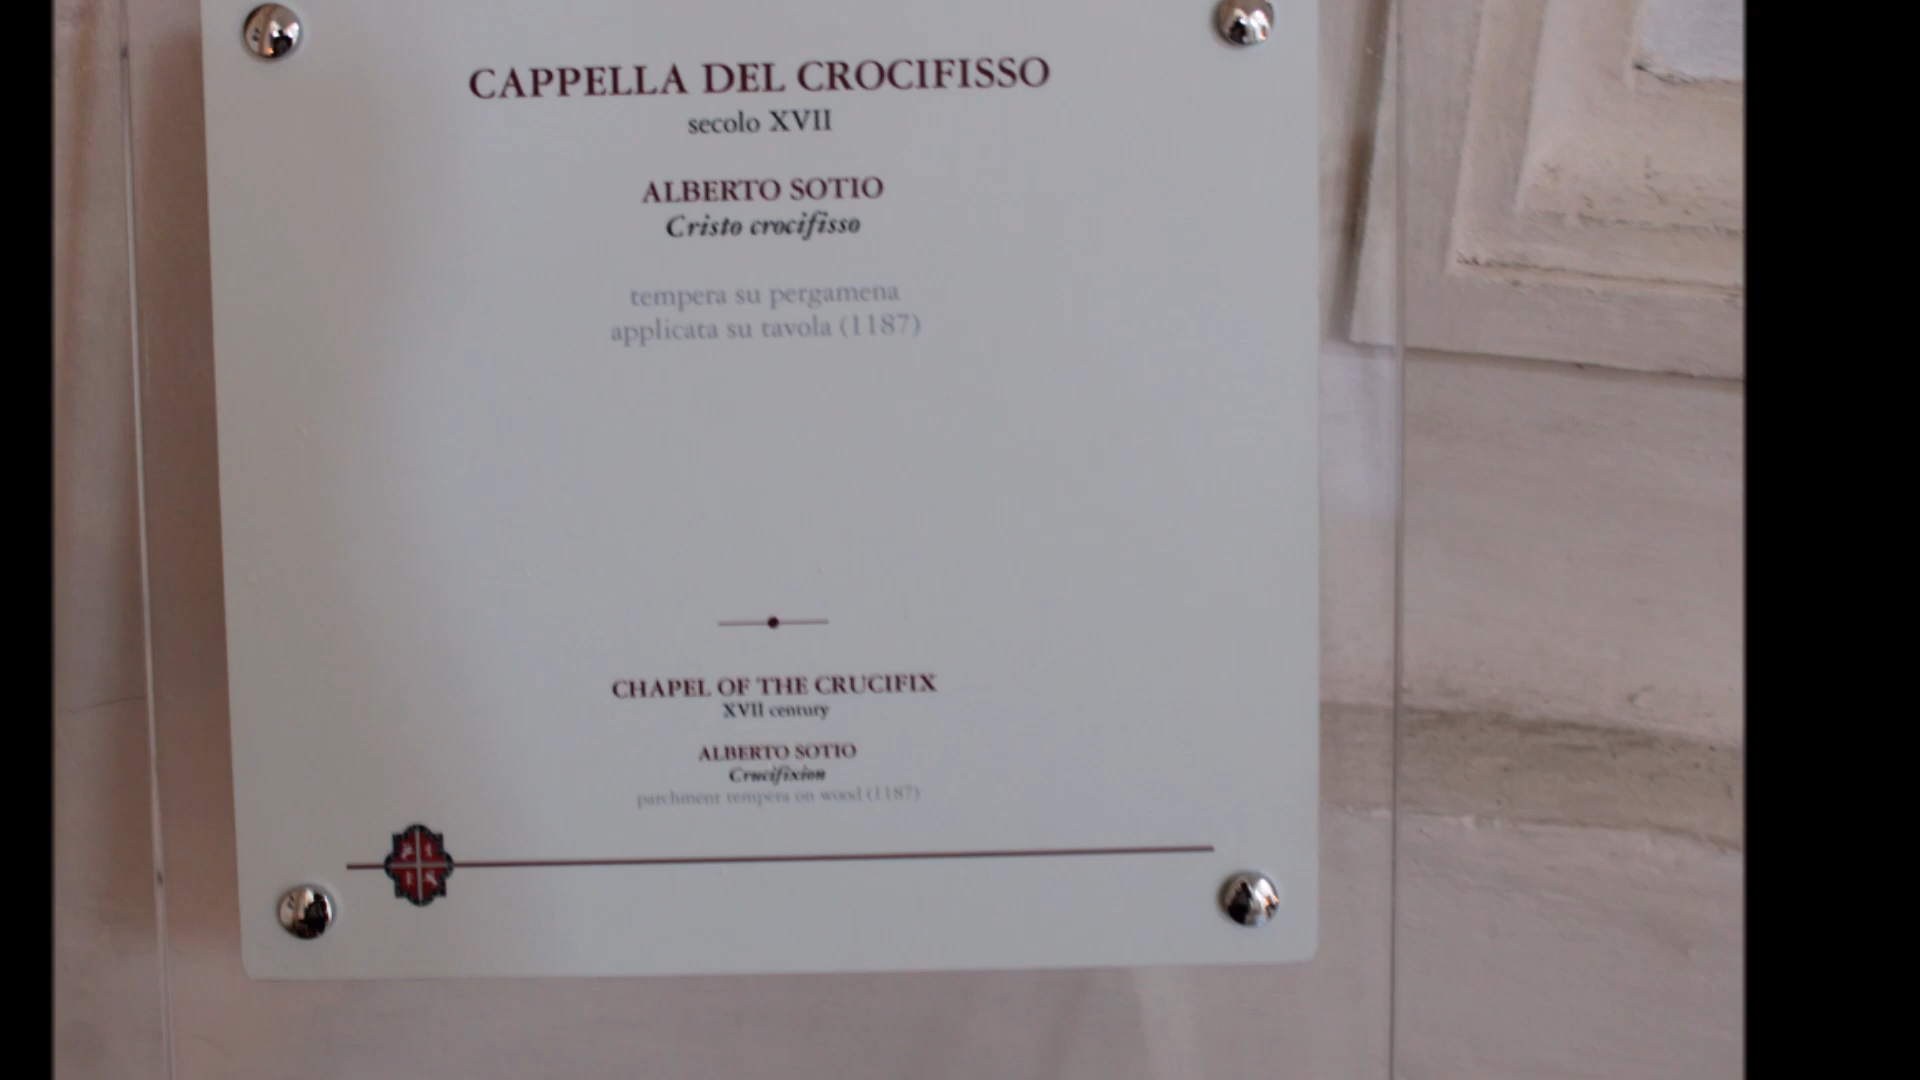 CAPPELLA DEL CROCIFISSO
secolo XVII
ALBERTO SOTIO
Cristo crocifisso
tempera su pergamena
applicata su tavola (1187)
CHAPEL OF THE CRUCIFIX
XVII century
ALBERTO SOTIO
Crucifixion
parchment tempera on wood (1187)